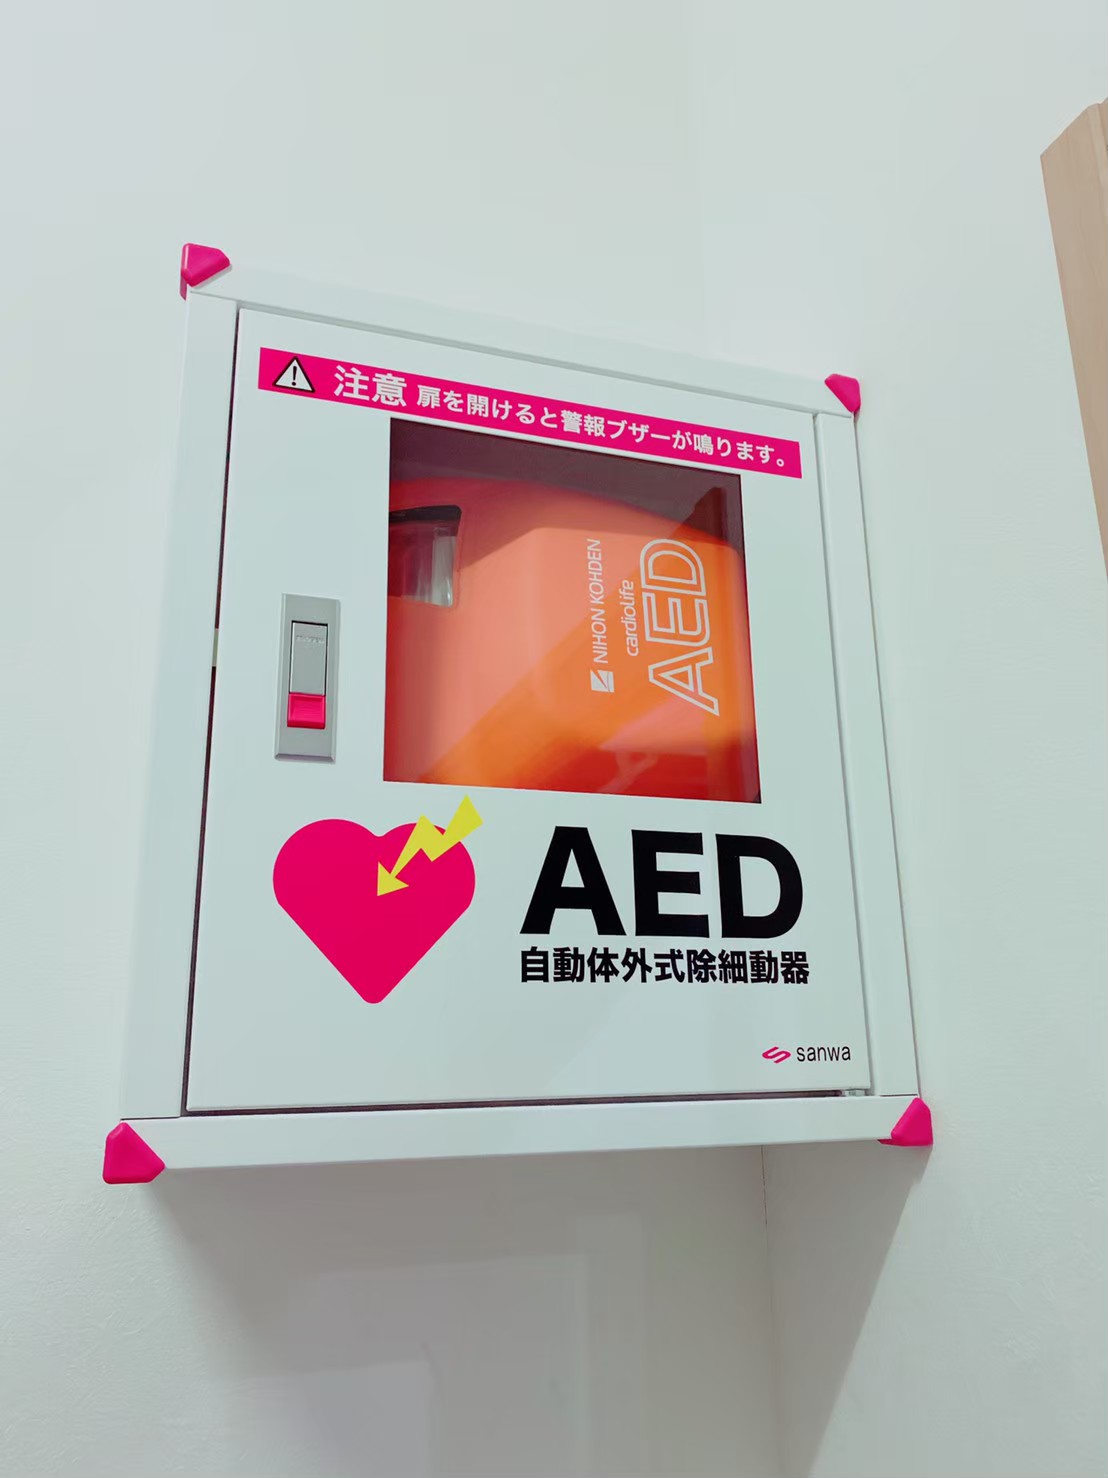 注意 扉を開けると警報ブザーが鳴ります。
NIHON KOHDEN
cardiolife
AED
AED
自動体外式除細動器
sanwa